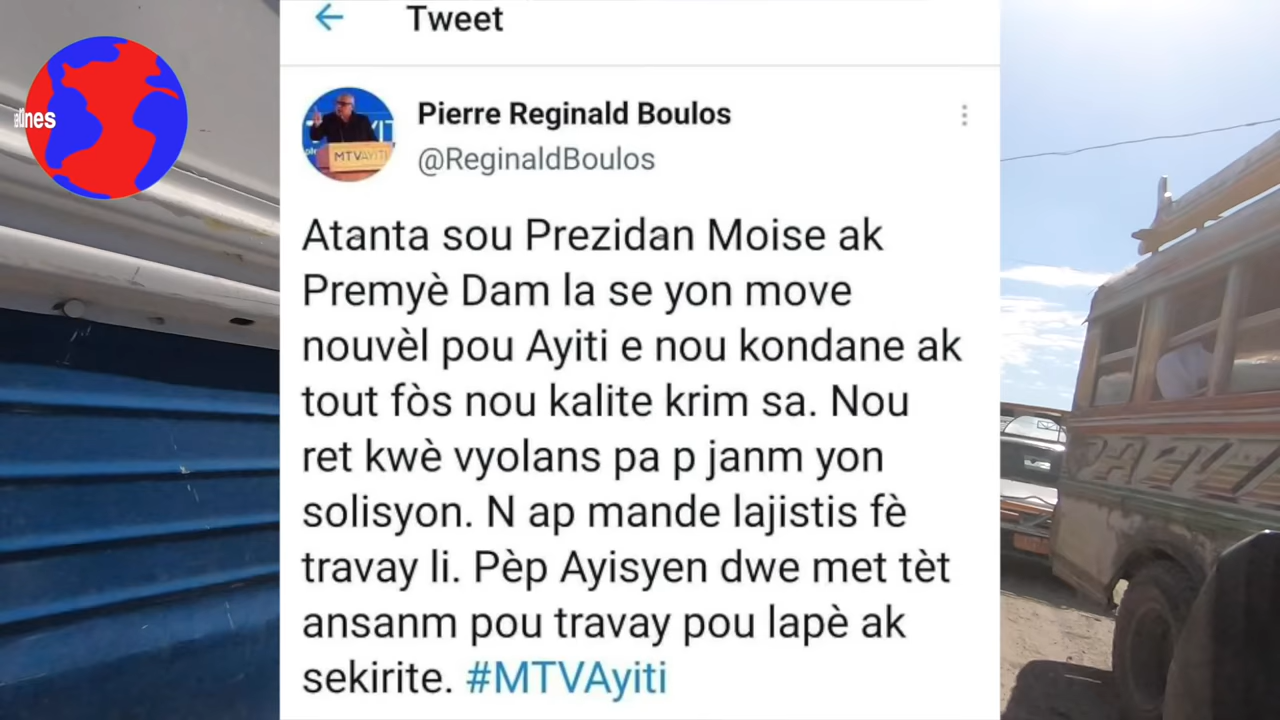 Tweet
Pierre Reginald Boulos
@ReginaldBoulos
Atanta sou Prezidan Moise ak
Premyè Dam la se yon move
nouvèl pou Ayiti e nou kondane ak
tout fòs nou kalite krim sa. Nou
ret kwè vyolans pa p janm yon
solisyon. N ap mande lajistis fè
travay li. Pèp Ayisyen dwe met tèt
ansanm pou travay pou lapè ak
sekirite. #MTVAyiti
MTVAYITI